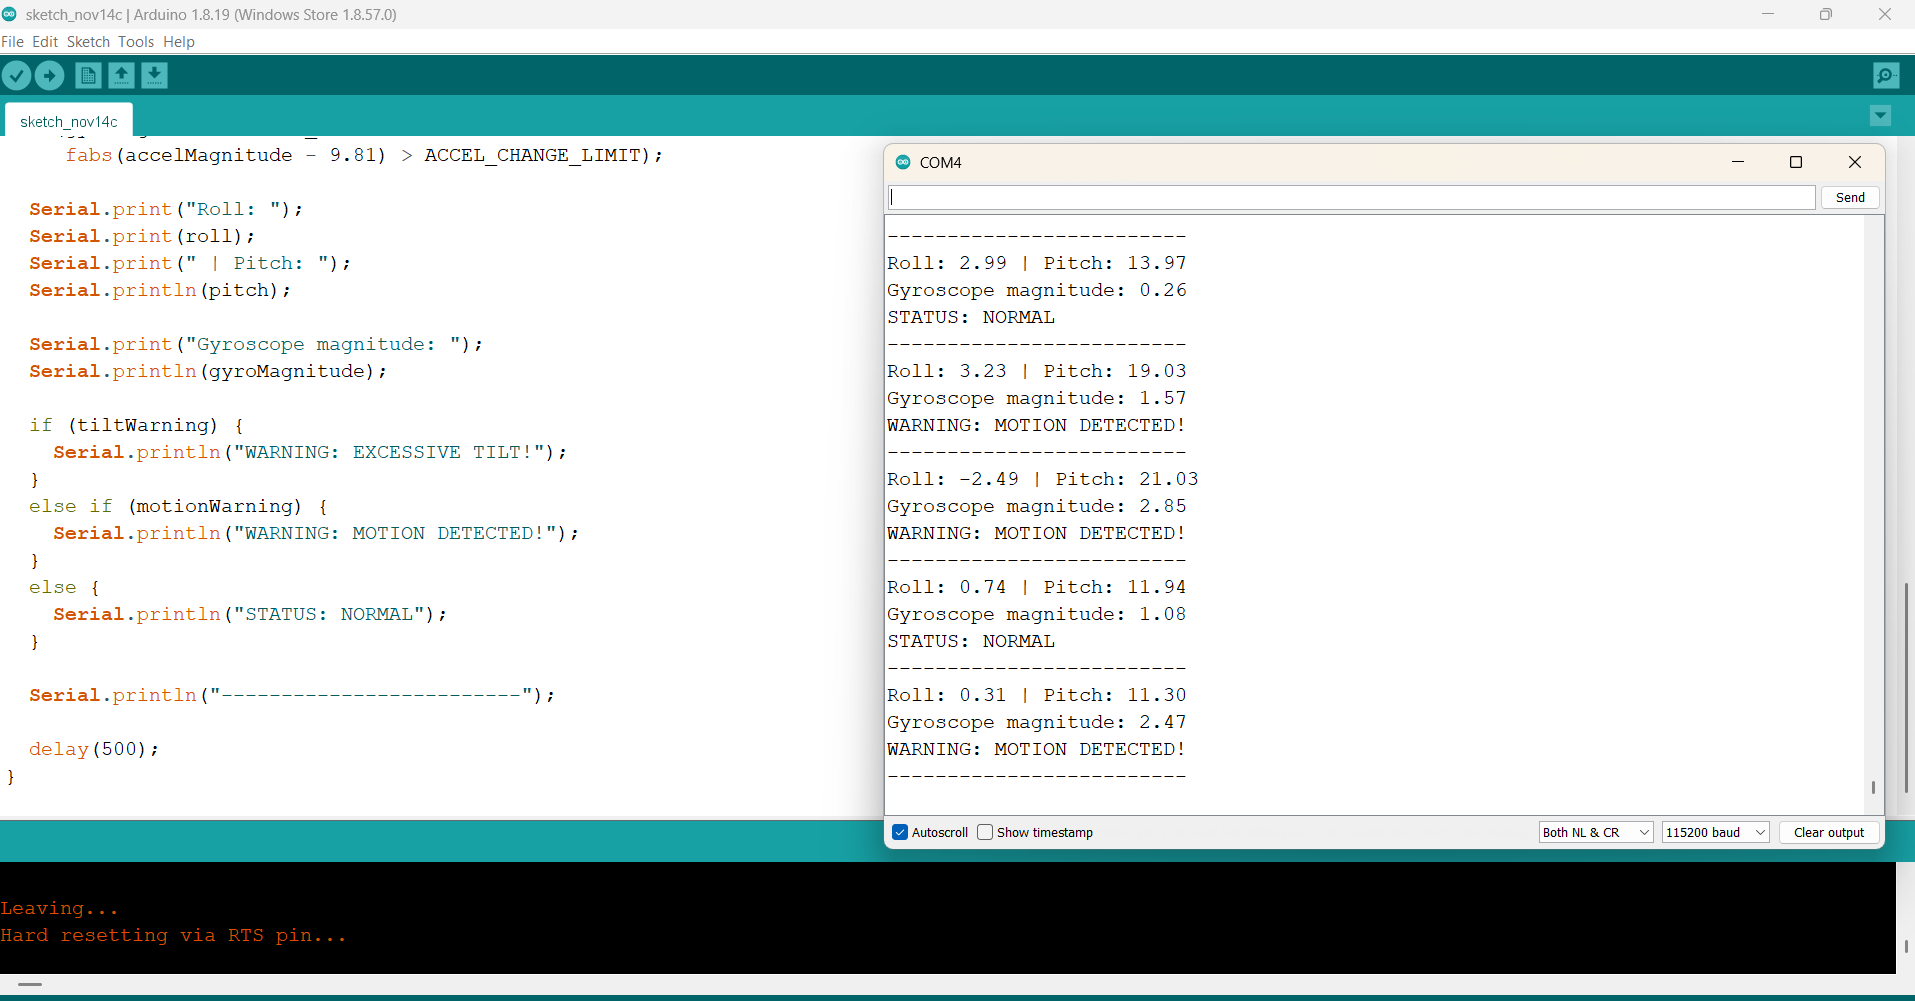 sketch_nov14c | Arduino 1.8.19 (Windows Store 1.8.57.0)
File Edit Sketch Tools Help
sketch_nov14c
fabs(accelMagnitude - 9.81) > ACCEL_CHANGE_LIMIT);
Serial.print("Roll: ");
Serial.print(roll);
Serial.print(" | Pitch: ");
Serial.println(pitch);
Serial.print("Gyroscope magnitude: ");
Serial.println(gyroMagnitude);
if (tiltWarning) {
Serial.println("WARNING: EXCESSIVE TILT!");
}
else if (motionWarning) {
Serial.println("WARNING: MOTION DETECTED!");
}
else {
Serial.println("STATUS: NORMAL");
}
Serial.println("-------------------------");
delay(500);
}
COM4
Send
-------------------------
Roll: 2.99 | Pitch: 13.97
Gyroscope magnitude: 0.26
STATUS: NORMAL
-------------------------
Roll: 3.23 | Pitch: 19.03
Gyroscope magnitude: 1.57
WARNING: MOTION DETECTED!
-------------------------
Roll: -2.49 | Pitch: 21.03
Gyroscope magnitude: 2.85
WARNING: MOTION DETECTED!
-------------------------
Roll: 0.74 | Pitch: 11.94
Gyroscope magnitude: 1.08
STATUS: NORMAL
-------------------------
Roll: 0.31 | Pitch: 11.30
Gyroscope magnitude: 2.47
WARNING: MOTION DETECTED!
-------------------------
Autoscroll Show timestamp Both NL & CR 115200 baud Clear output
Leaving...
Hard resetting via RTS pin...